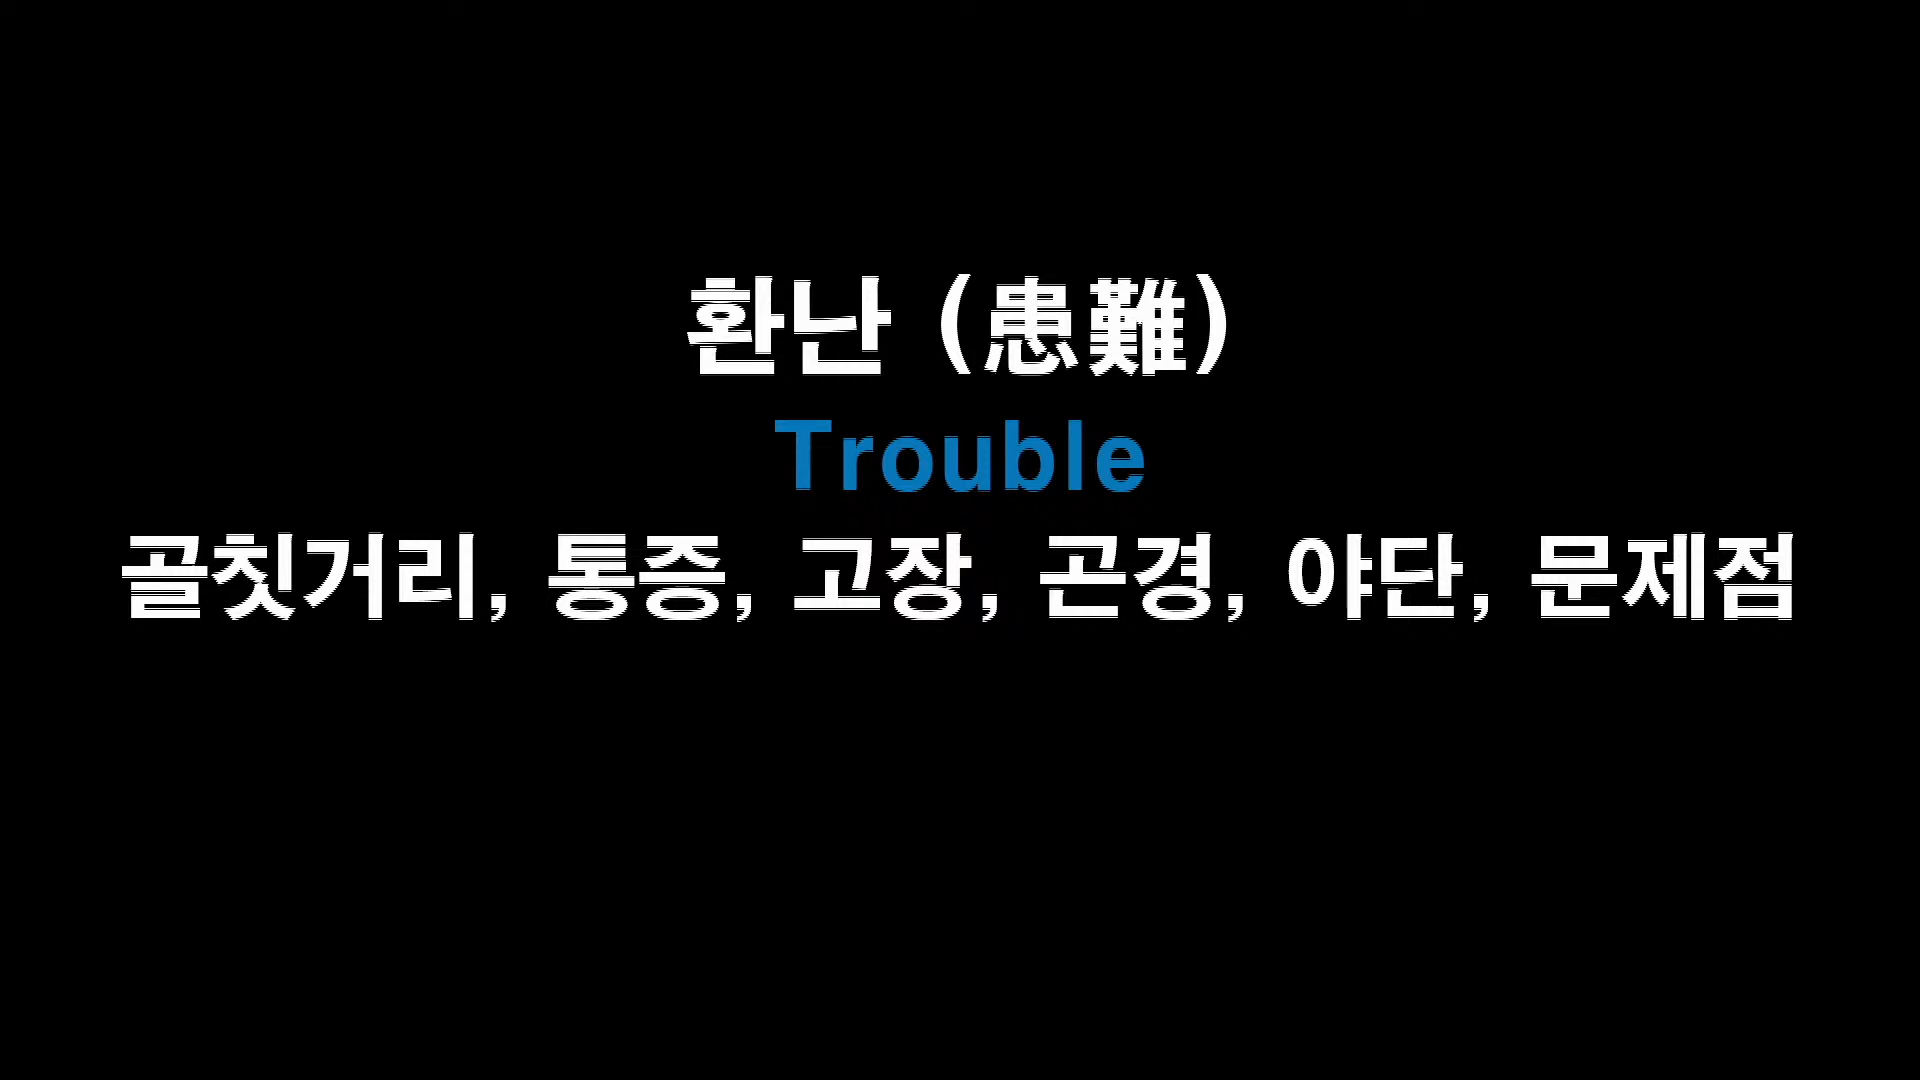 환난 (患難)
Trouble
골칫거리, 통증, 고장, 곤경, 야단, 문제점